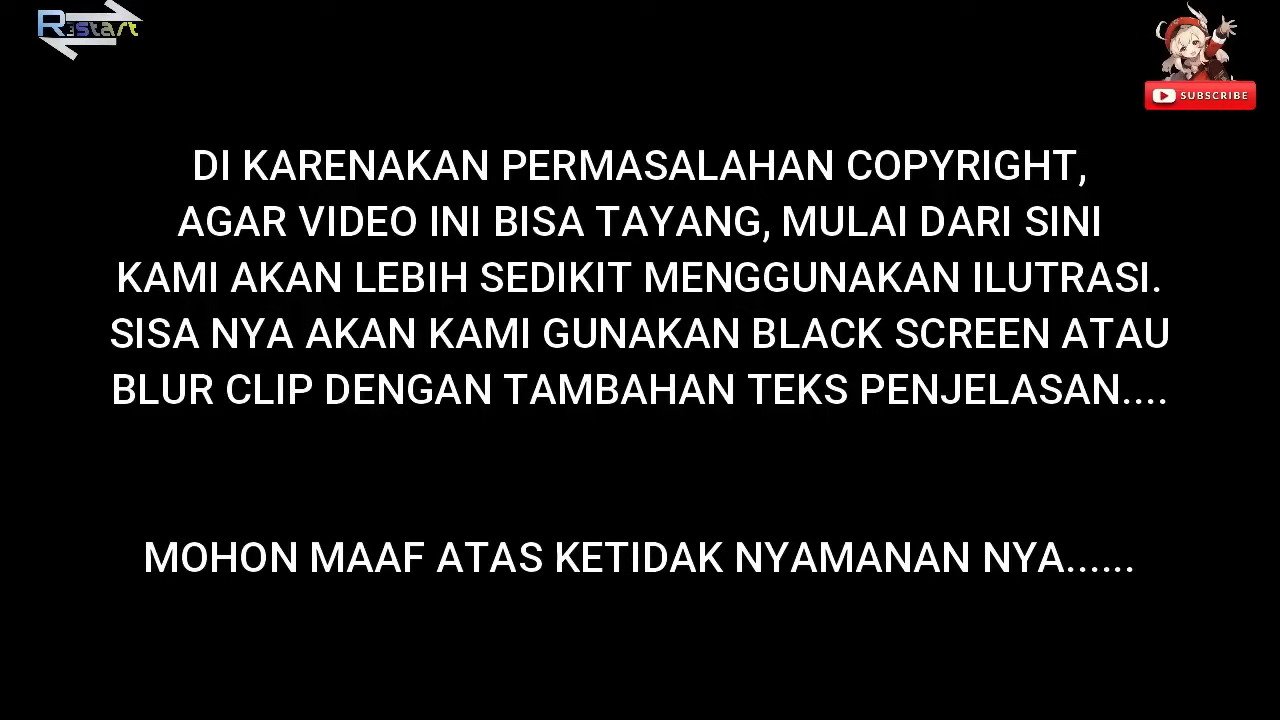 R3start
SUBSCRIBE
DI KARENAKAN PERMASALAHAN COPYRIGHT,
AGAR VIDEO INI BISA TAYANG, MULAI DARI SINI
KAMI AKAN LEBIH SEDIKIT MENGGUNAKAN ILUTRASI.
SISA NYA AKAN KAMI GUNAKAN BLACK SCREEN ATAU
BLUR CLIP DENGAN TAMBAHAN TEKS PENJELASAN....
MOHON MAAF ATAS KETIDAK NYAMANAN NYA......